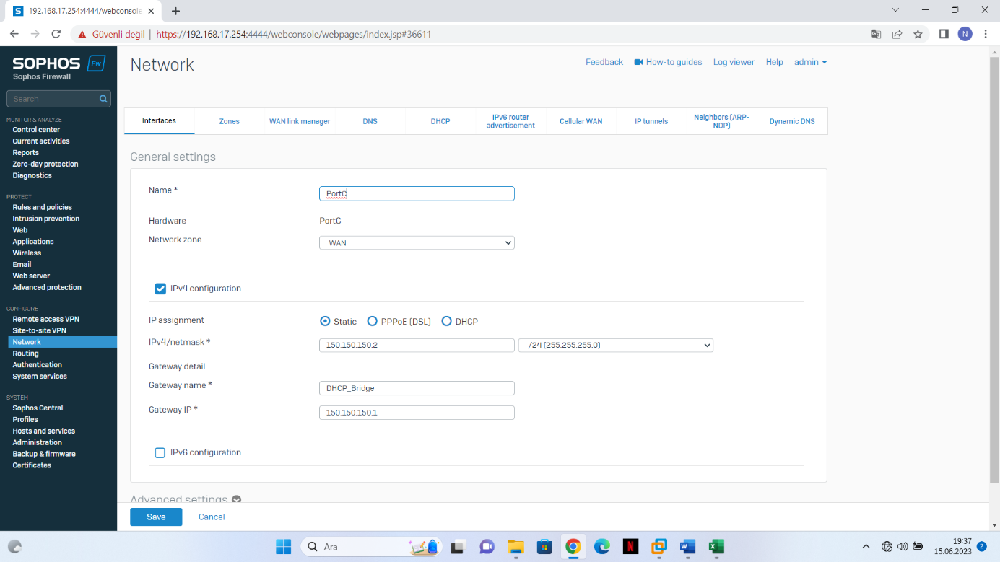 192.168.17.254:4444/webconsole
Güvenli değil | https://192.168.17.254:4444/webconsole/webpages/index.jsp#36611
N
SOPHOS Fw
Sophos Firewall
Search
MONITOR & ANALYZE
Control center
Current activities
Reports
Zero-day protection
Diagnostics
PROTECT
Rules and policies
Intrusion prevention
Web
Applications
Wireless
Email
Web server
Advanced protection
CONFIGURE
Remote access VPN
Site-to-site VPN
Network
Routing
Authentication
System services
SYSTEM
Sophos Central
Profiles
Hosts and services
Administration
Backup & firmware
Certificates
Network
Feedback How-to guides Log viewer Help admin
Interfaces Zones WAN link manager DNS DHCP IPv6 router advertisement Cellular WAN IP tunnels Neighbors (ARP-NDP) Dynamic DNS
General settings
Name * PortC
Hardware PortC
Network zone WAN
IPv4 configuration
IP assignment Static PPPoE (DSL) DHCP
IPv4/netmask * 150.150.150.2 /24 (255.255.255.0)
Gateway detail
Gateway name * DHCP_Bridge
Gateway IP * 150.150.150.1
IPv6 configuration
Advanced settings
Save Cancel
Ara
19:37
15.06.2023
2